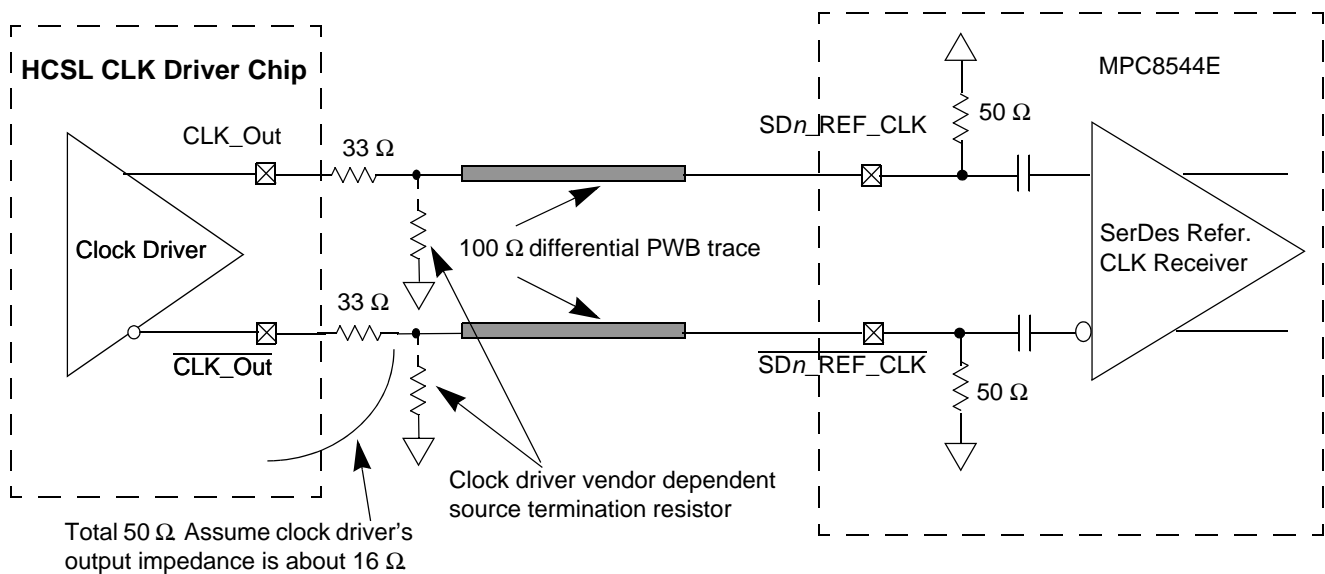 HCSL CLK Driver Chip
MPC8544E
CLK_Out
33 Ω
SDn_REF_CLK
50 Ω
Clock Driver
100 Ω differential PWB trace
SerDes Refer.
CLK Receiver
33 Ω
CLK_Out
SDn_REF_CLK
50 Ω
Clock driver vendor dependent
source termination resistor
Total 50 Ω Assume clock driver's
output impedance is about 16 Ω